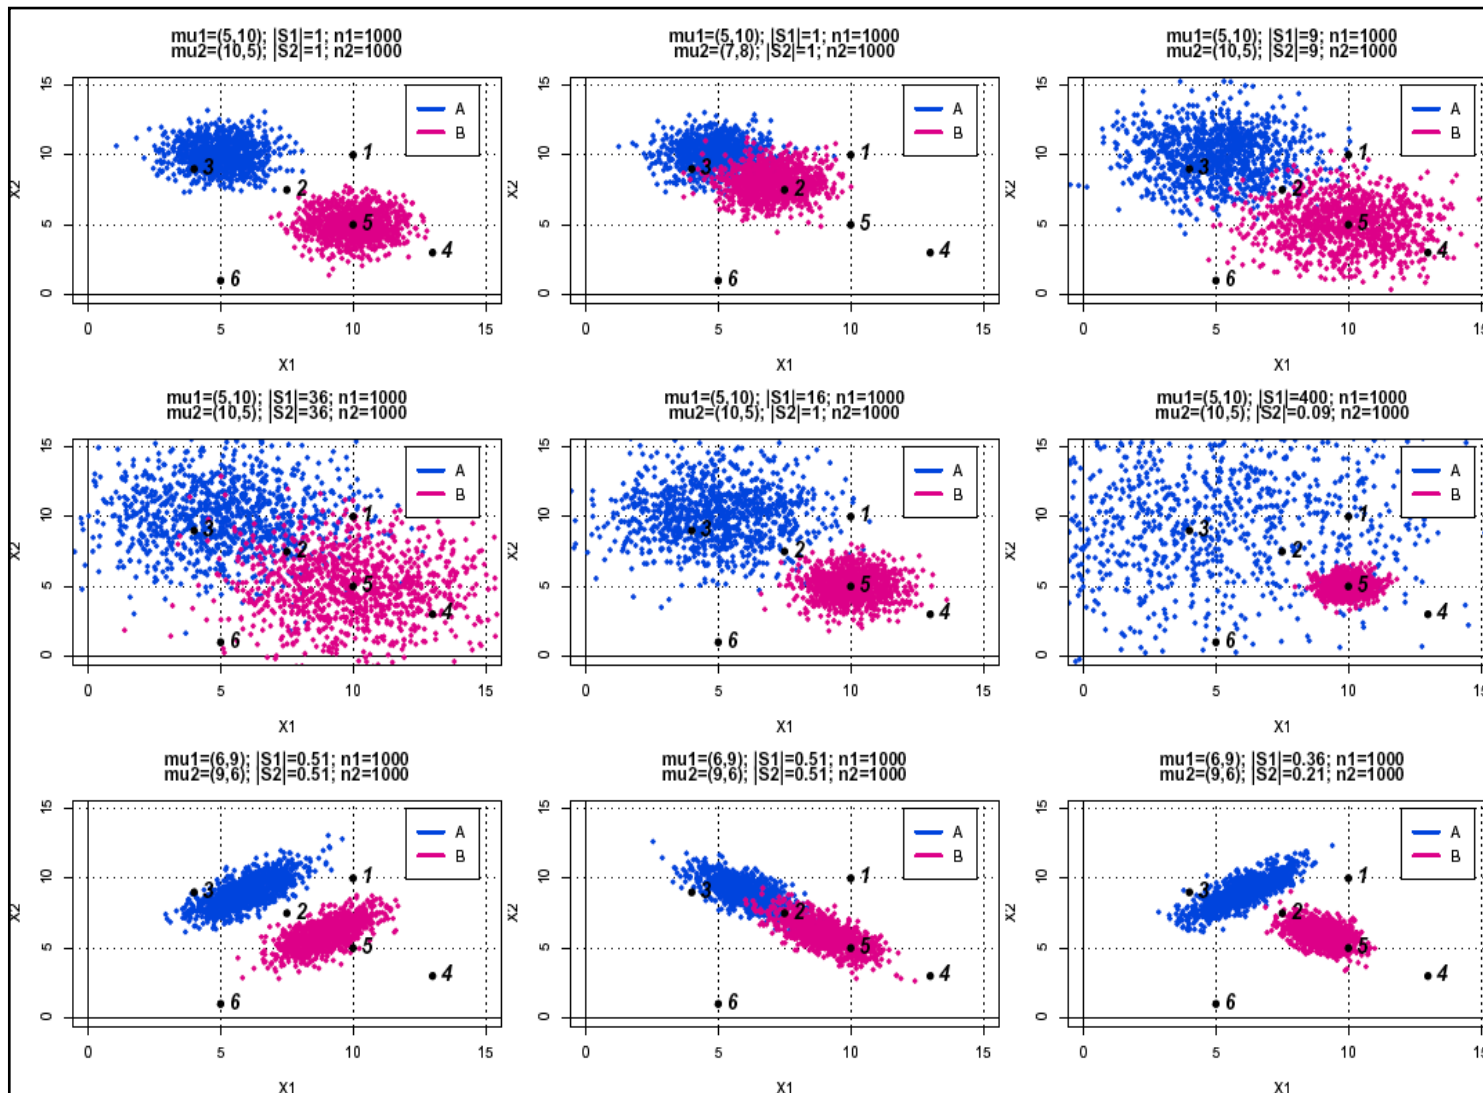 mu1=(5,10); |S1|=1; n1=1000
mu2=(10,5); |S2|=1; n2=1000
X2
15
10
5
0
A
B
1
2
3
4
5
6
0
5
10
15
X1
mu1=(5,10); |S1|=1; n1=1000
mu2=(7,8); |S2|=1; n2=1000
X2
15
10
5
0
A
B
1
2
3
4
5
6
0
5
10
15
X1
mu1=(5,10); |S1|=9; n1=1000
mu2=(10,5); |S2|=9; n2=1000
X2
15
10
5
0
A
B
1
2
3
4
5
6
0
5
10
15
X1
mu1=(5,10); |S1|=36; n1=1000
mu2=(10,5); |S2|=36; n2=1000
X2
15
10
5
0
A
B
1
2
3
4
5
6
0
5
10
15
X1
mu1=(5,10); |S1|=16; n1=1000
mu2=(10,5); |S2|=1; n2=1000
X2
15
10
5
0
A
B
1
2
3
4
5
6
0
5
10
15
X1
mu1=(5,10); |S1|=400; n1=1000
mu2=(10,5); |S2|=0.09; n2=1000
X2
15
10
5
0
A
B
1
2
3
4
5
6
0
5
10
15
X1
mu1=(6,9); |S1|=0.51; n1=1000
mu2=(9,6); |S2|=0.51; n2=1000
X2
15
10
5
0
A
B
1
2
3
4
5
6
0
5
10
15
X1
mu1=(6,9); |S1|=0.51; n1=1000
mu2=(9,6); |S2|=0.51; n2=1000
X2
15
10
5
0
A
B
1
2
3
4
5
6
0
5
10
15
X1
mu1=(6,9); |S1|=0.36; n1=1000
mu2=(9,6); |S2|=0.21; n2=1000
X2
15
10
5
0
A
B
1
2
3
4
5
6
0
5
10
15
X1